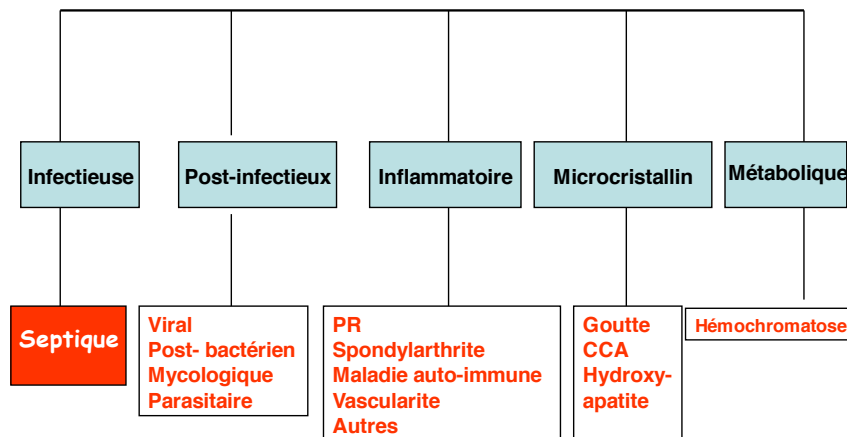 Infectieuse
Post-infectieux
Inflammatoire
Microcristallin
Métabolique
Septique
Viral
Post- bactérien
Mycologique
Parasitaire
PR
Spondylarthrite
Maladie auto-immune
Vascularite
Autres
Goutte
CCA
Hydroxy-
apatite
Hémochromatose